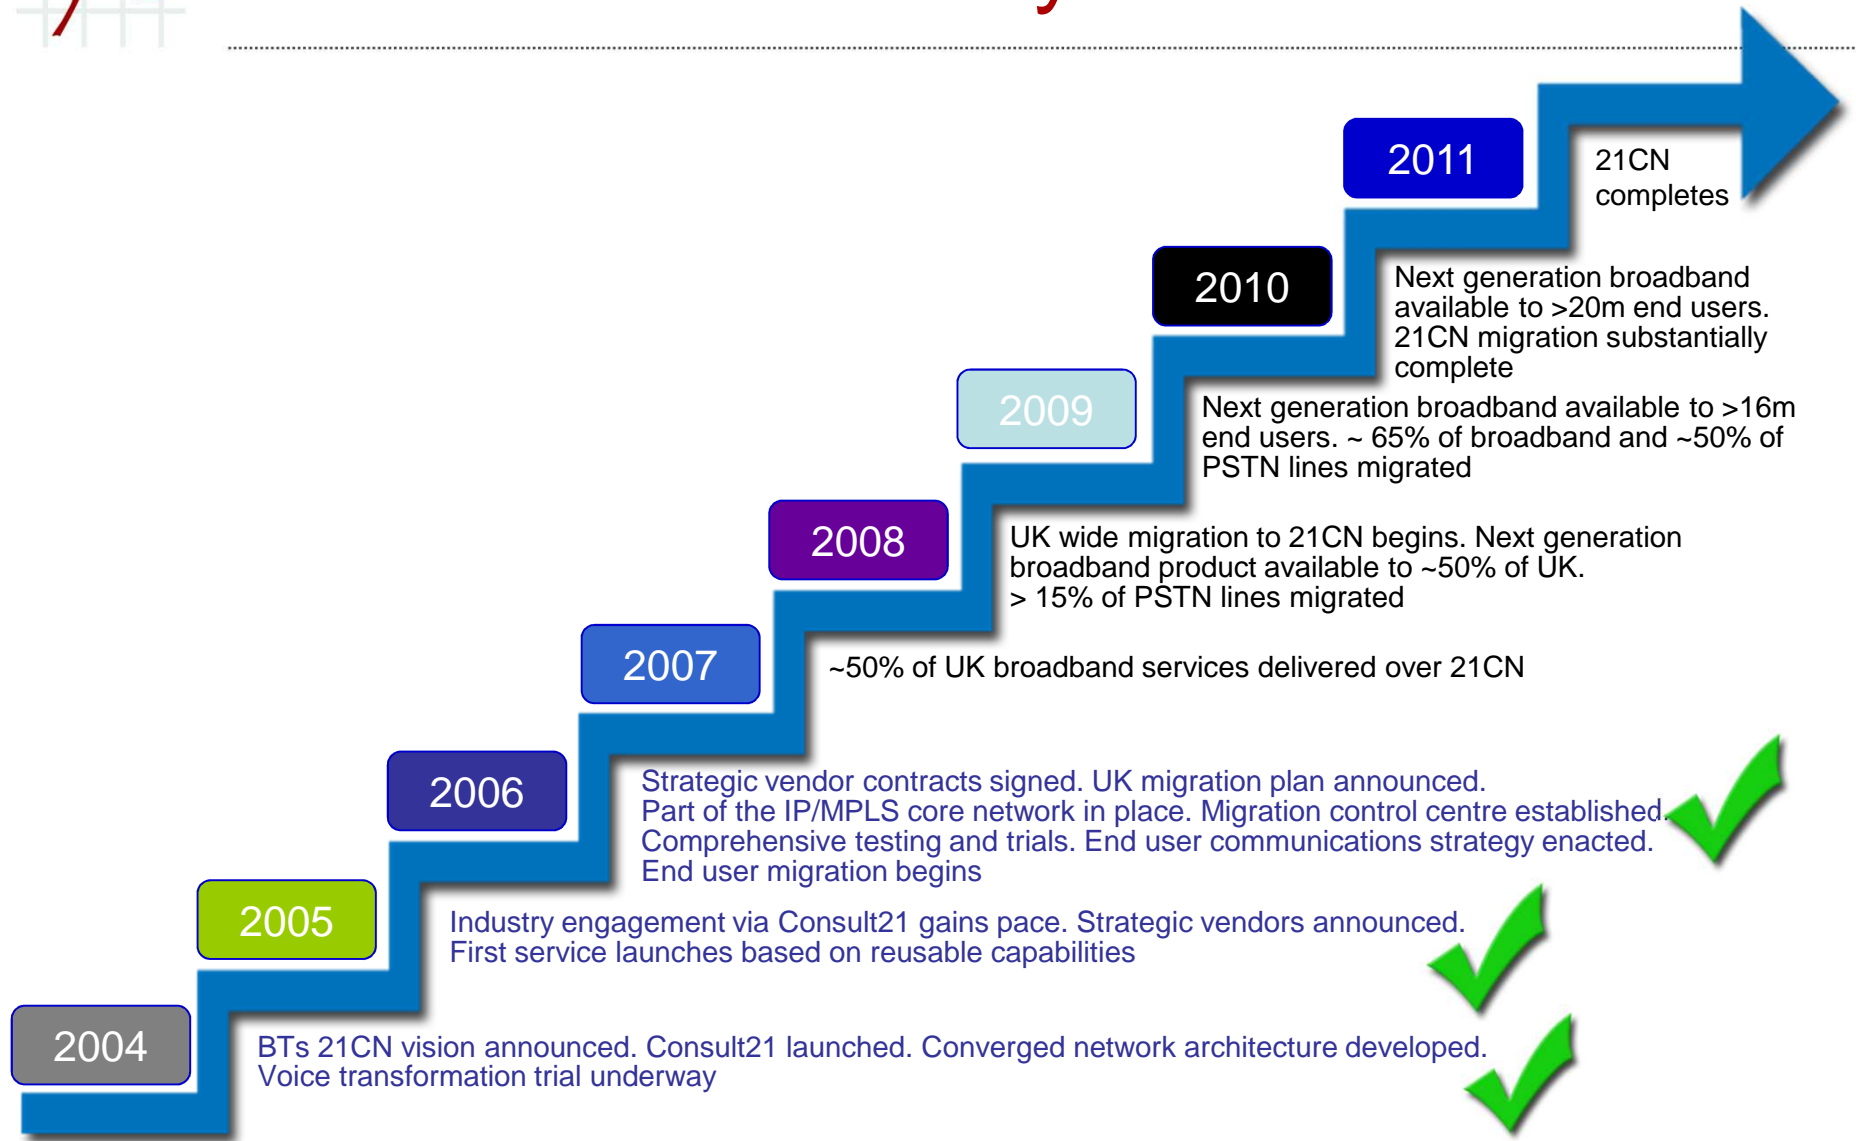 2011
21CN
completes
2010
Next generation broadband
available to >20m end users.
21CN migration substantially
complete
2009
Next generation broadband available to >16m
end users. ~ 65% of broadband and ~50% of
PSTN lines migrated
2008
UK wide migration to 21CN begins. Next generation
broadband product available to ~50% of UK.
> 15% of PSTN lines migrated
2007
~50% of UK broadband services delivered over 21CN
2006
Strategic vendor contracts signed. UK migration plan announced.
Part of the IP/MPLS core network in place. Migration control centre established.
Comprehensive testing and trials. End user communications strategy enacted.
End user migration begins
2005
Industry engagement via Consult21 gains pace. Strategic vendors announced.
First service launches based on reusable capabilities
2004
BTs 21CN vision announced. Consult21 launched. Converged network architecture developed.
Voice transformation trial underway